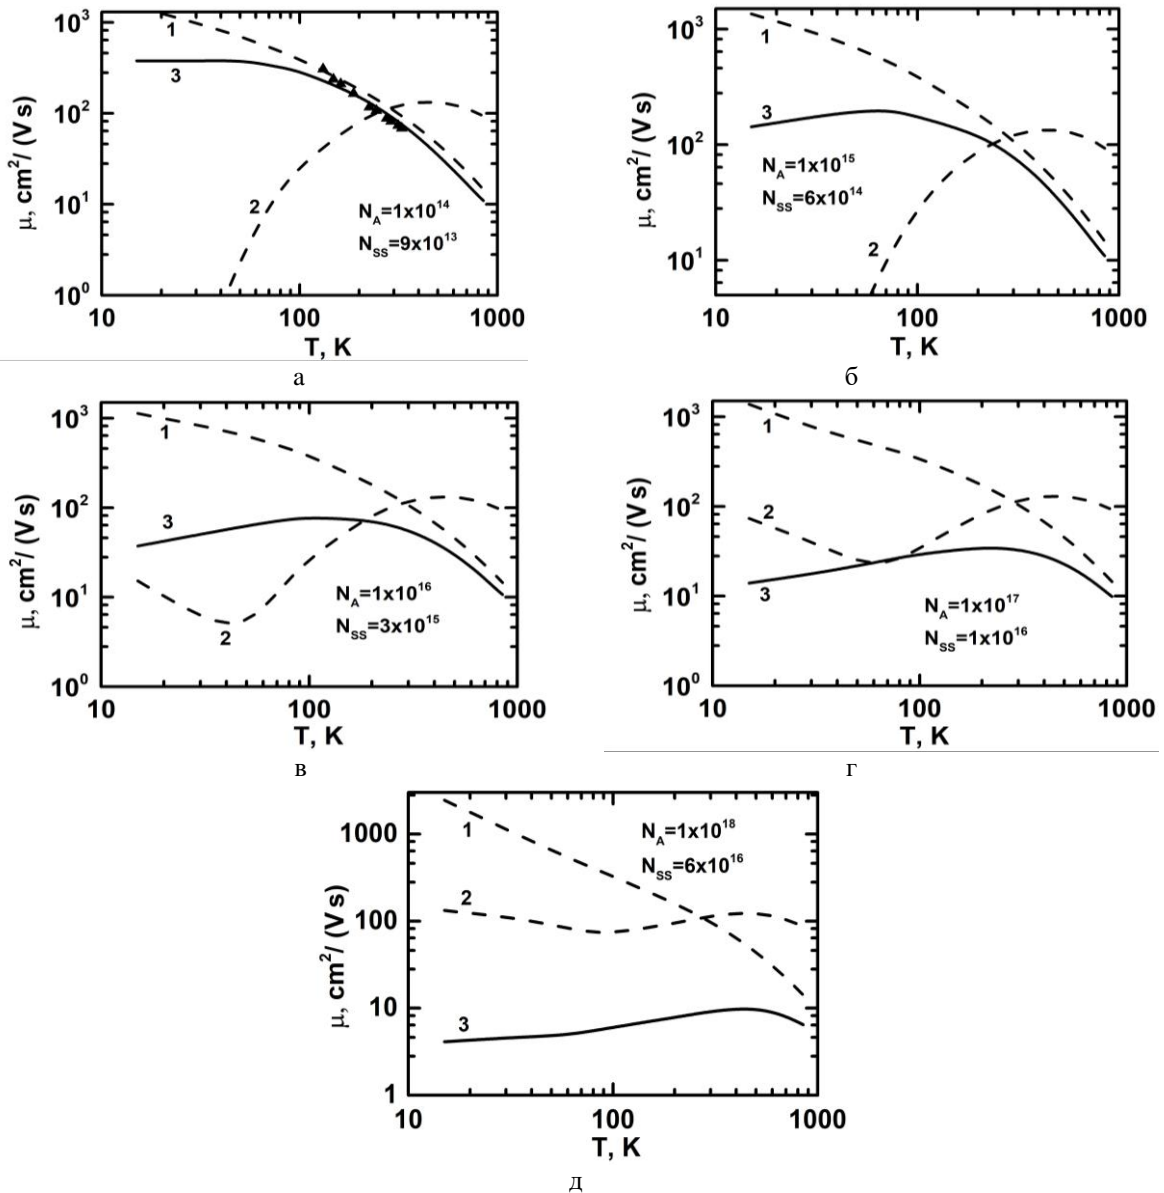 10³
10²
10¹
10⁰
μ, cm²/ (V s)
1
3
2
N_A=1x10¹⁴
N_SS=9x10¹³
10
100
1000
T, K
а
10³
10²
10¹
μ, cm²/ (V s)
1
3
2
N_A=1x10¹⁵
N_SS=6x10¹⁴
10
100
1000
T, K
б
10³
10²
10¹
10⁰
μ, cm²/ (V s)
1
3
2
N_A=1x10¹⁶
N_SS=3x10¹⁵
10
100
1000
T, K
в
10³
10²
10¹
10⁰
μ, cm²/ (V s)
1
2
3
N_A=1x10¹⁷
N_SS=1x10¹⁶
10
100
1000
T, K
г
1000
100
10
1
μ, cm²/ (V s)
1
2
3
N_A=1x10¹⁸
N_SS=6x10¹⁶
10
100
1000
T, K
д